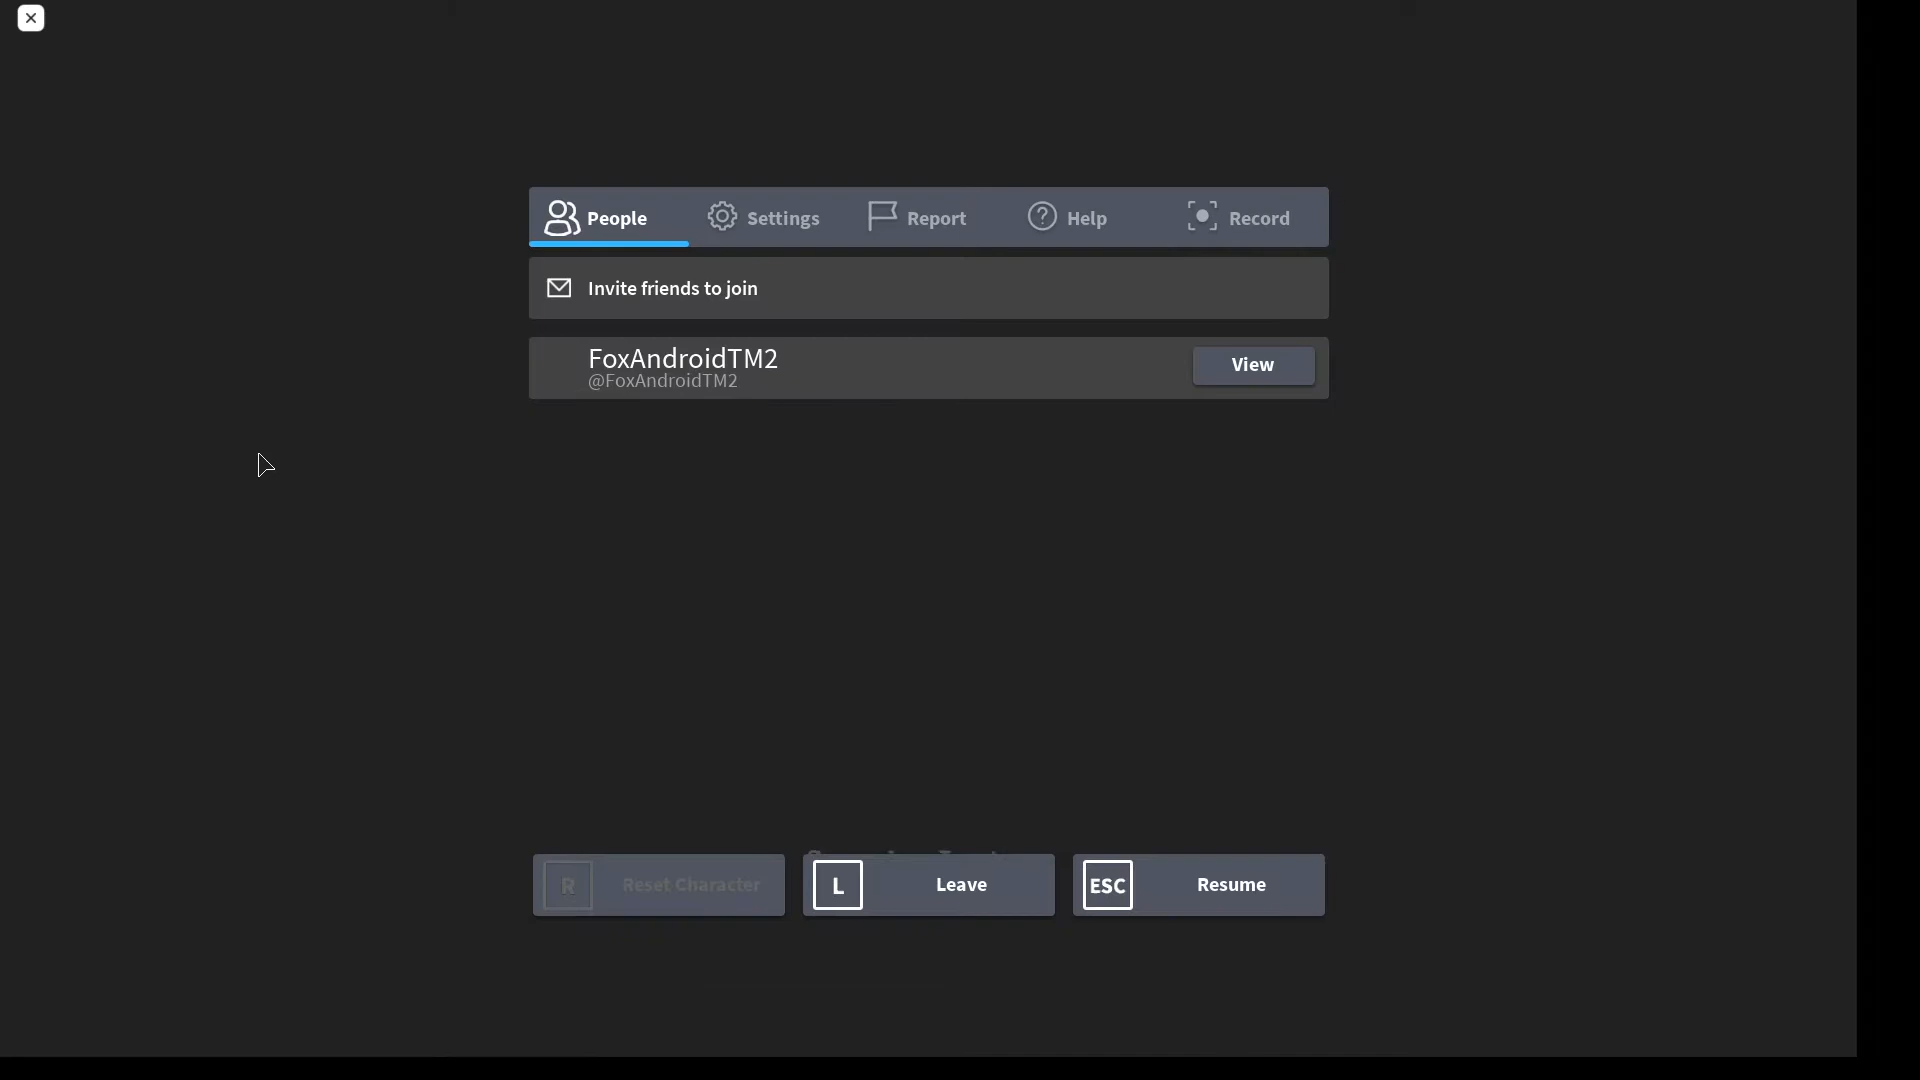 People
Settings
Report
Help
Record
Invite friends to join
FoxAndroidTM2
@FoxAndroidTM2
View
R
Reset Character
L
Leave
ESC
Resume